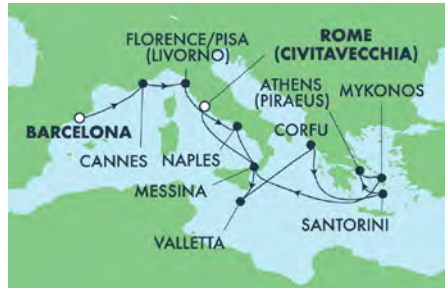 FLORENCE/PISA
(LIVORNO)
ROME
(CIVITAVECCHIA)
ATHENS
(PIRAEUS)
MYKONOS
BARCELONA
CORFU
CANNES
NAPLES
MESSINA
SANTORINI
VALLETTA